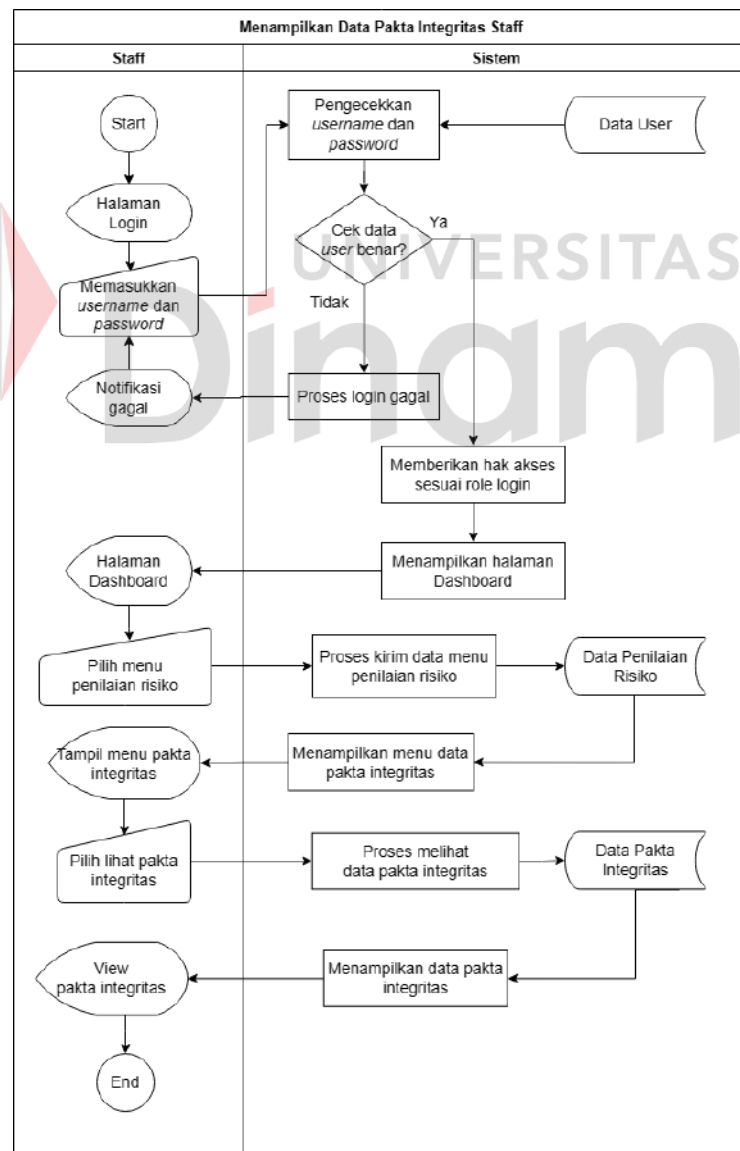 Menampilkan Data Pakta Integritas Staff
Staff
Sistem
Start
Pengecekkan
username dan
password
Data User
Halaman
Login
Cek data
user benar?
Ya
Tidak
Memasukkan
username dan
password
UNIVERSITAS
Dinam
Notifikasi
gagal
Proses login gagal
Memberikan hak akses
sesuai role login
Halaman
Dashboard
Menampilkan halaman
Dashboard
Pilih menu
penilaian risiko
Proses kirim data menu
penilaian risiko
Data Penilaian
Risiko
Tampil menu pakta
integritas
Menampilkan menu data
pakta integritas
Pilih lihat pakta
integritas
Proses melihat
data pakta integritas
Data Pakta
Integritas
View
pakta integritas
Menampilkan data pakta
integritas
End